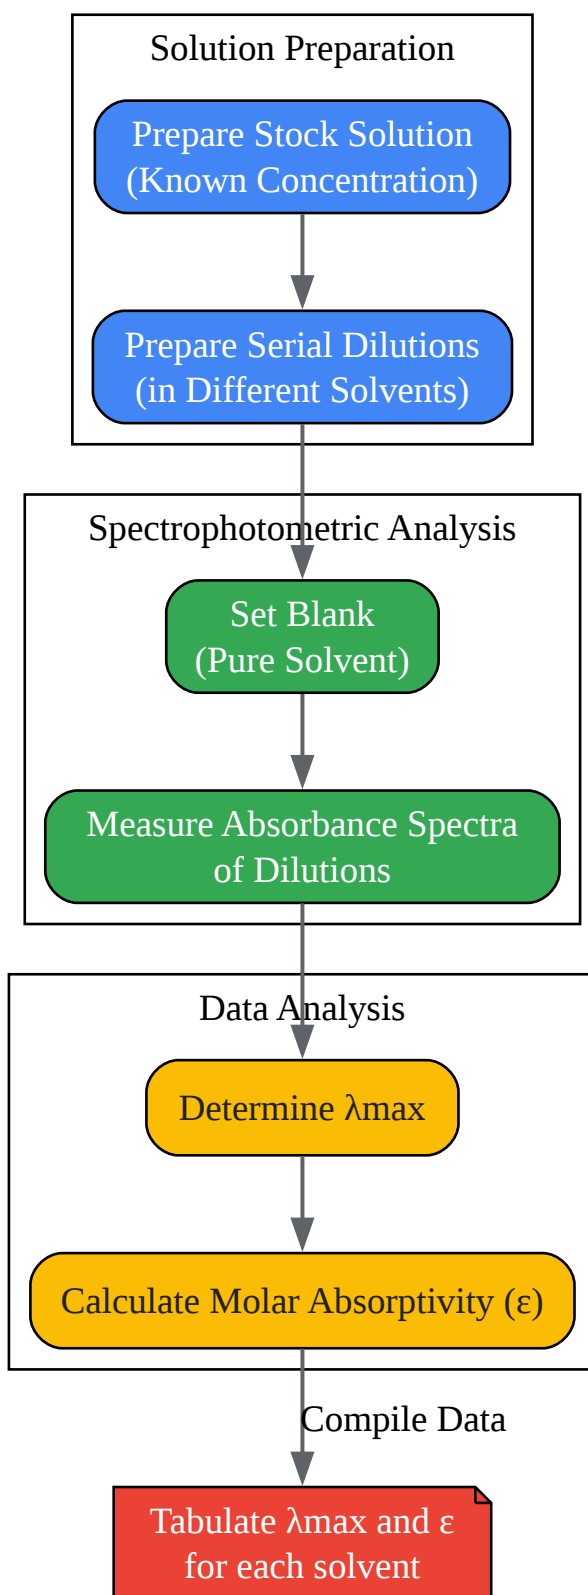 Solution Preparation
Prepare Stock Solution
(Known Concentration)
Prepare Serial Dilutions
(in Different Solvents)
Spectrophotometric Analysis
Set Blank
(Pure Solvent)
Measure Absorbance Spectra
of Dilutions
Data Analysis
Determine λmax
Calculate Molar Absorptivity (ε)
Compile Data
Tabulate λmax and ε
for each solvent